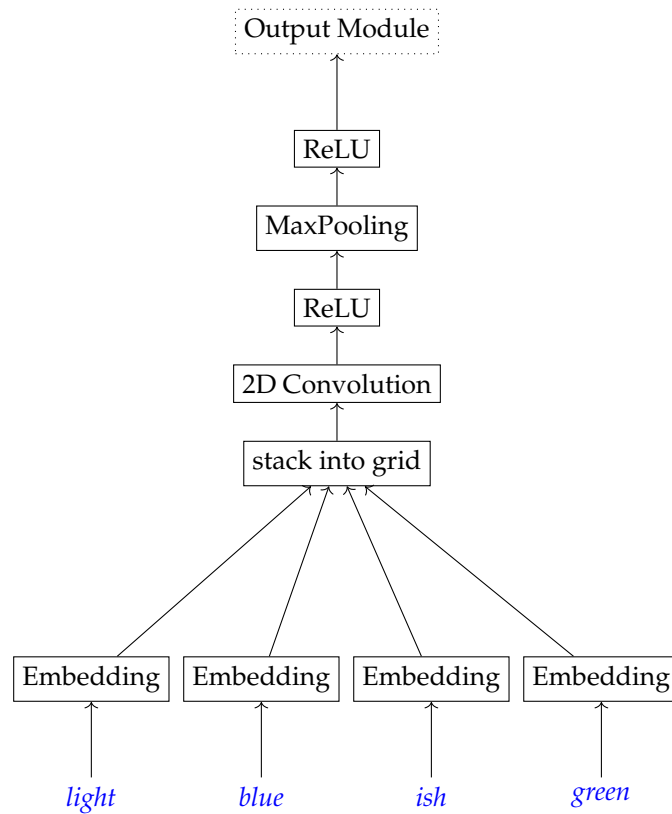 Output Module
ReLU
MaxPooling
ReLU
2D Convolution
stack into grid
Embedding Embedding Embedding Embedding
light blue ish green